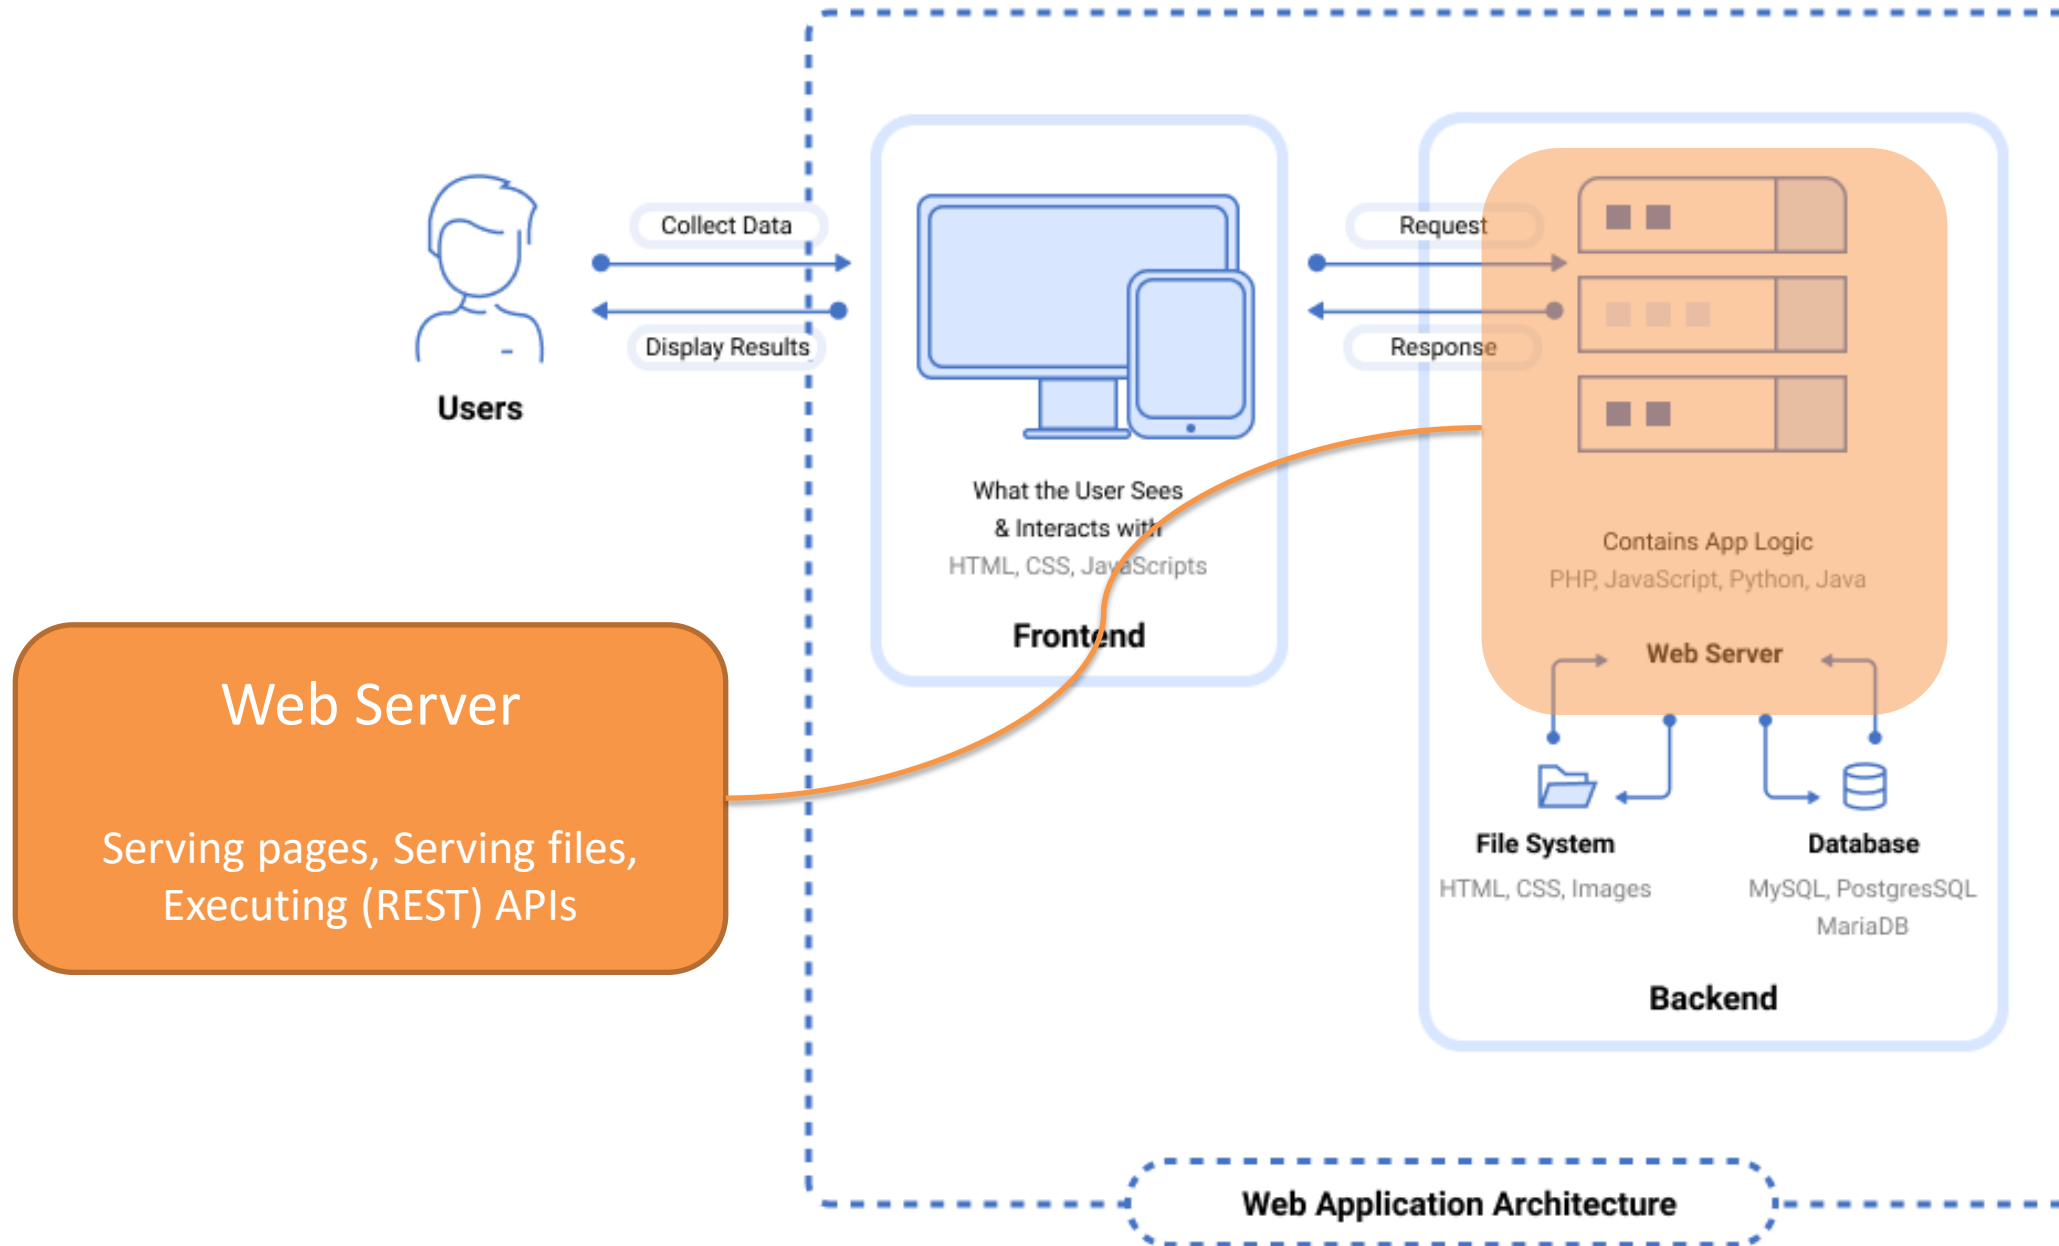 Collect Data
Display Results
Users
Request
Response
What the User Sees
& Interacts with
HTML, CSS, JavaScripts
Frontend
Contains App Logic
PHP, JavaScript, Python, Java
Web Server
File System
HTML, CSS, Images
Database
MySQL, PostgresSQL
MariaDB
Backend
Web Server
Serving pages, Serving files,
Executing (REST) APIs
Web Application Architecture